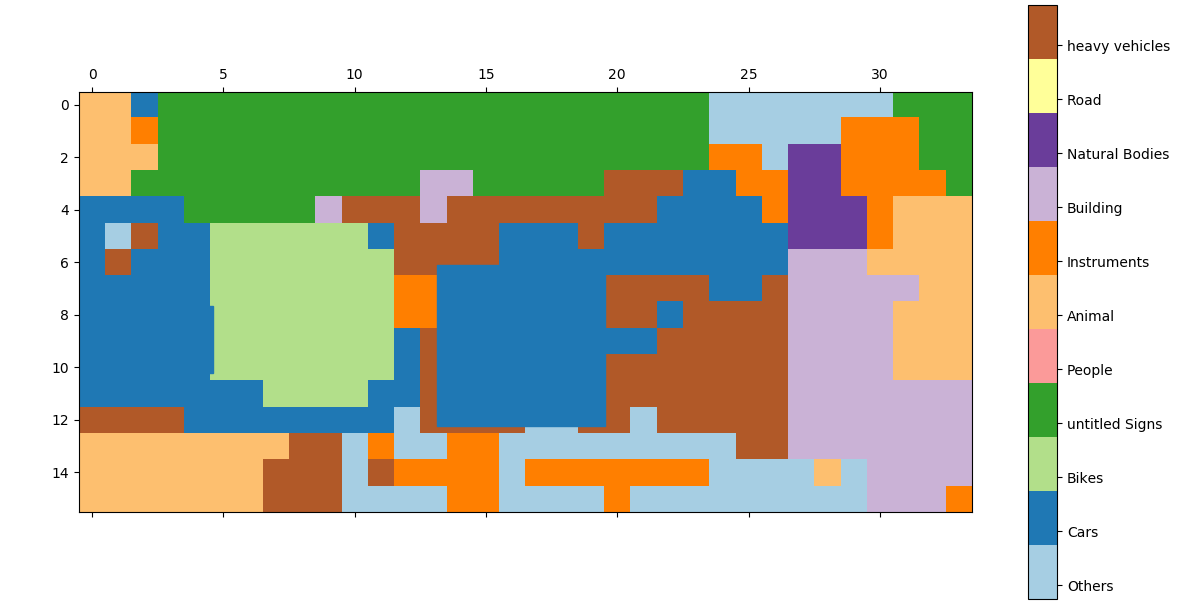 0 5 10 15 20 25 30
0
2
4
6
8
10
12
14
heavy vehicles
Road
Natural Bodies
Building
Instruments
Animal
People
untitled Signs
Bikes
Cars
Others